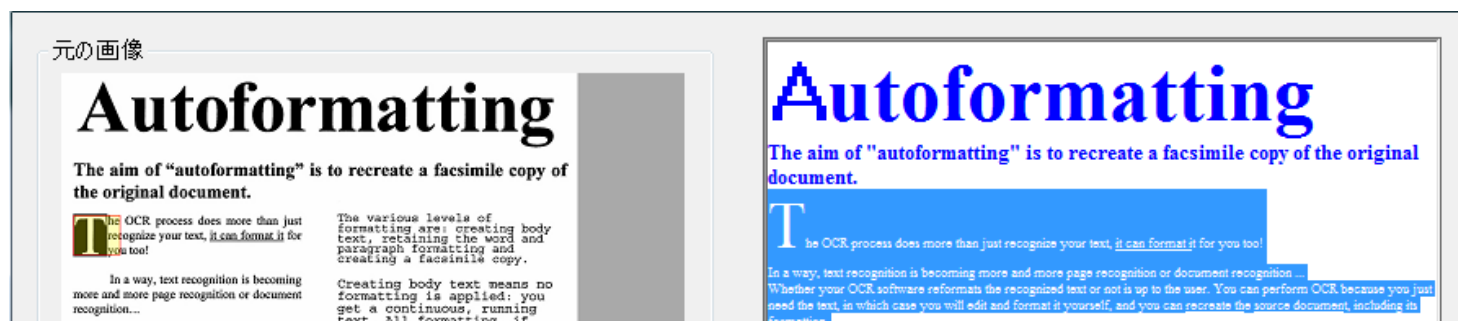 元の画像
Autoformatting
The aim of “autoformatting” is to recreate a facsimile copy of
the original document.
The OCR process does more than just
recognize your text, it can format it for
you too!
In a way, text recognition is becoming
more and more page recognition or document
recognition...
The various levels of
formatting are: creating body
text, retaining the word and
paragraph formatting and
creating a facsimile copy.
Creating body text means no
formatting is applied: you
get a continuous, running
text. All formatting, if
Autoformatting
The aim of "autoformatting" is to recreate a facsimile copy of the original
document.
The OCR process does more than just recognize your text, it can format it for you too!
In a way, text recognition is becoming more and more page recognition or document recognition ...
Whether your OCR software reformats the recognized text or not is up to the user. You can perform OCR because you just
need the text, in which case you will edit and format it yourself, and you can recreate the source document, including its
formatting